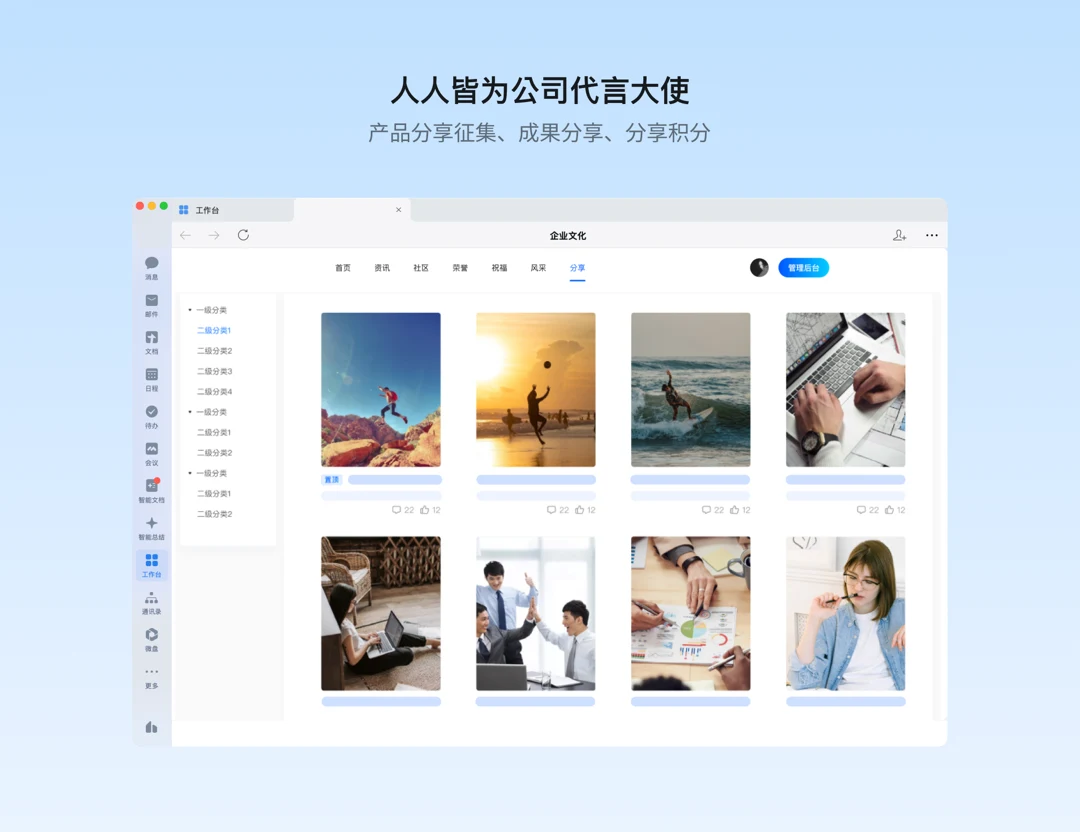 人人皆为公司代言大使
产品分享征集、成果分享、分享积分
工作台
企业文化
首页 资讯 社区 荣誉 祝福 风采 分享 管理后台
消息
邮件
文档
日程
待办
会议
智能文档
智能总结
工作台
通讯录
微盘
更多
一级分类
二级分类1
二级分类2
二级分类3
二级分类4
一级分类
二级分类1
二级分类2
一级分类
二级分类1
二级分类2
置顶
22 12
22 12
22 12
22 12